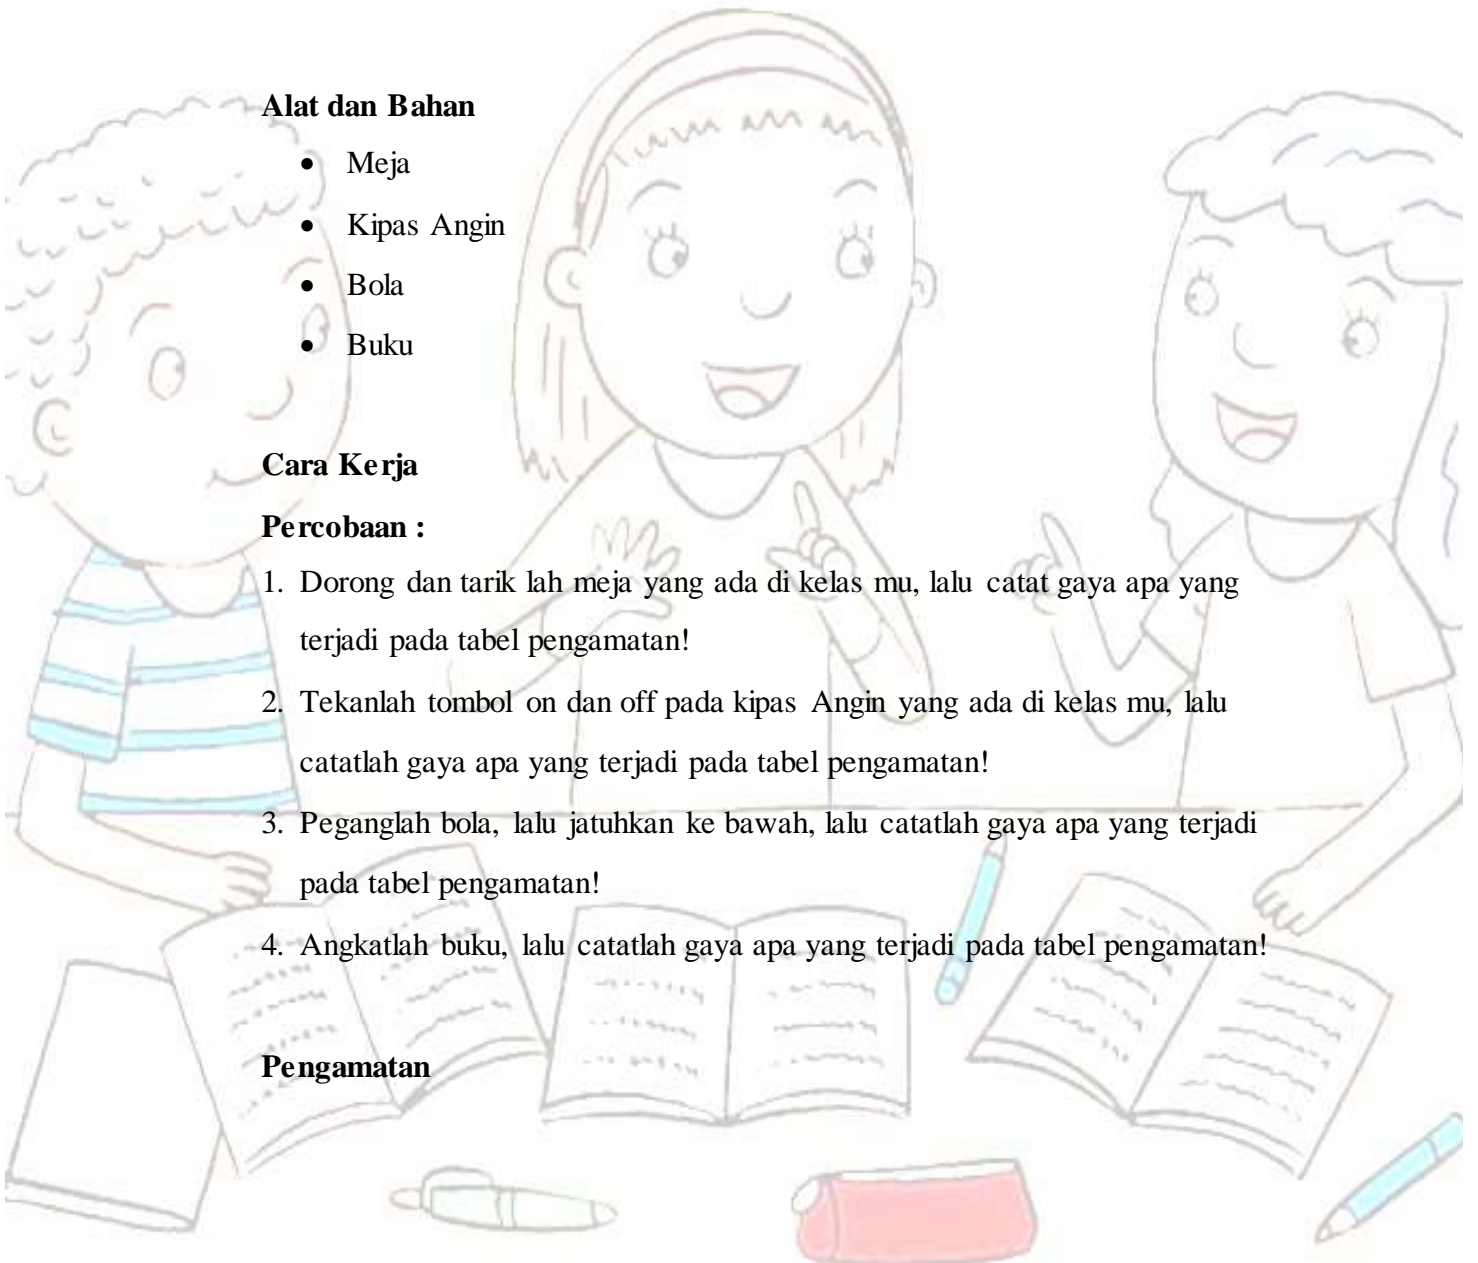 Alat dan Bahan
• Meja
• Kipas Angin
• Bola
• Buku
Cara Kerja
Percobaan :
1. Dorong dan tarik lah meja yang ada di kelas mu, lalu catat gaya apa yang
terjadi pada tabel pengamatan!
2. Tekanlah tombol on dan off pada kipas Angin yang ada di kelas mu, lalu
catatlah gaya apa yang terjadi pada tabel pengamatan!
3. Peganglah bola, lalu jatuhkan ke bawah, lalu catatlah gaya apa yang terjadi
pada tabel pengamatan!
4. Angkatlah buku, lalu catatlah gaya apa yang terjadi pada tabel pengamatan!
Pengamatan